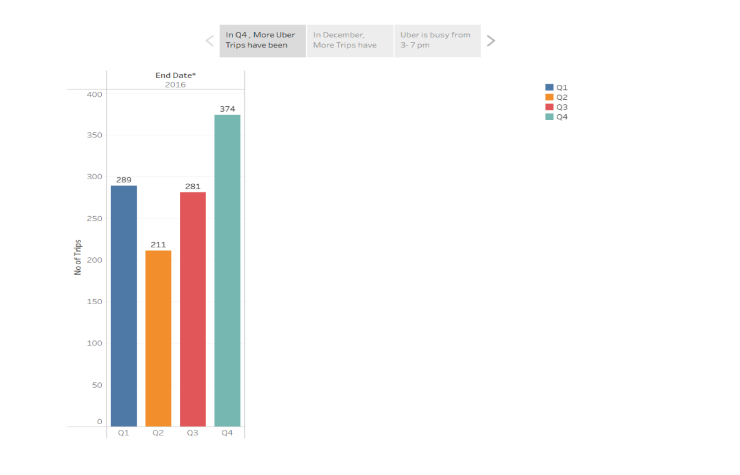 In Q4 , More Uber
Trips have been
In December,
More Trips have
Uber is busy from
3- 7 pm
End Date*
2016
Q1
Q2
Q3
Q4
No of Trips
400
350
300
250
200
150
100
50
0
289
211
281
374
Q1
Q2
Q3
Q4